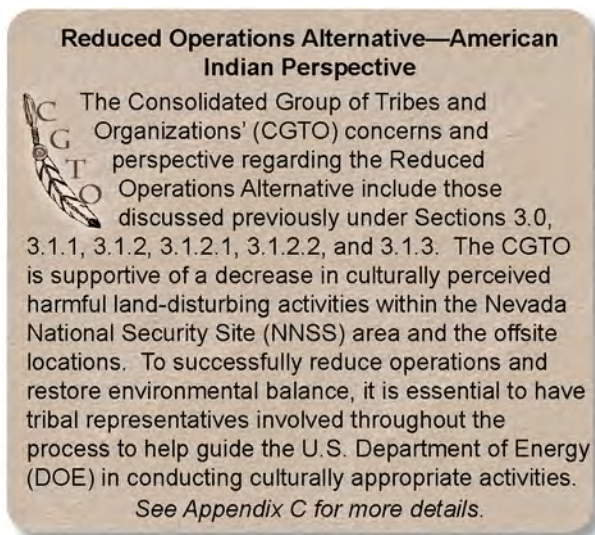 Reduced Operations Alternative—American
Indian Perspective
CGTO
The Consolidated Group of Tribes and
Organizations’ (CGTO) concerns and
perspective regarding the Reduced
Operations Alternative include those
discussed previously under Sections 3.0,
3.1.1, 3.1.2, 3.1.2.1, 3.1.2.2, and 3.1.3.  The CGTO
is supportive of a decrease in culturally perceived
harmful land-disturbing activities within the Nevada
National Security Site (NNSS) area and the offsite
locations.  To successfully reduce operations and
restore environmental balance, it is essential to have
tribal representatives involved throughout the
process to help guide the U.S. Department of Energy
(DOE) in conducting culturally appropriate activities.
See Appendix C for more details.